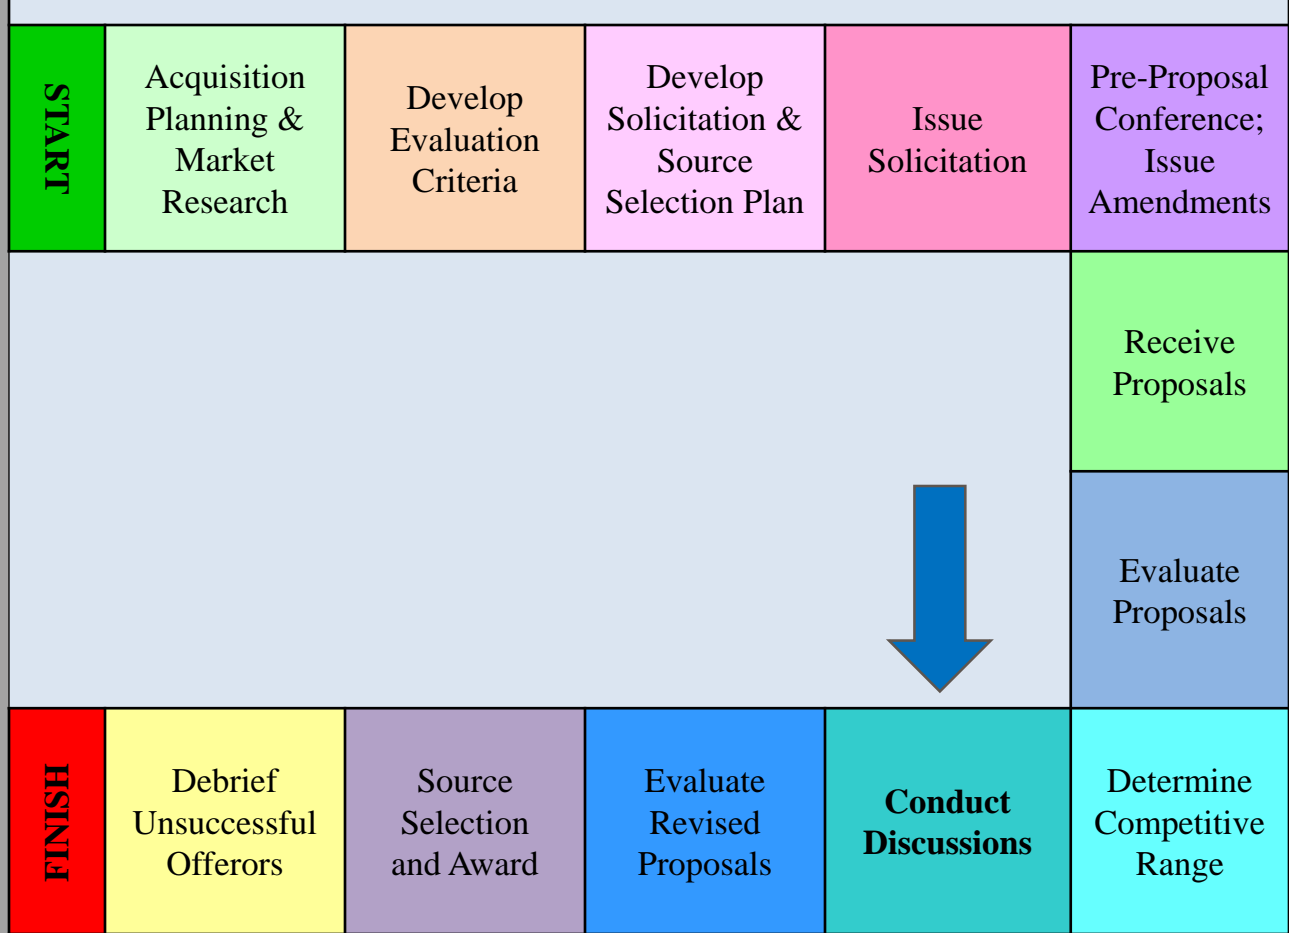 START
Acquisition
Planning &
Market
Research
Develop
Evaluation
Criteria
Develop
Solicitation &
Source
Selection Plan
Issue
Solicitation
Pre-Proposal
Conference;
Issue
Amendments
Receive
Proposals
Evaluate
Proposals
FINISH
Debrief
Unsuccessful
Offerors
Source
Selection
and Award
Evaluate
Revised
Proposals
Conduct
Discussions
Determine
Competitive
Range